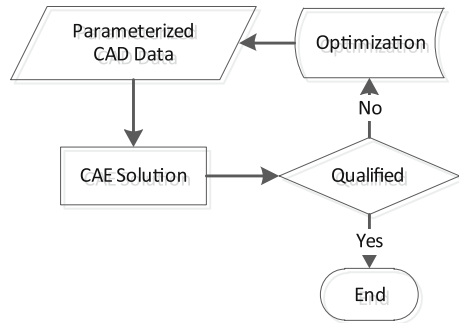 Parameterized
CAD Data
Optimization
No
CAE Solution
Qualified
Yes
End